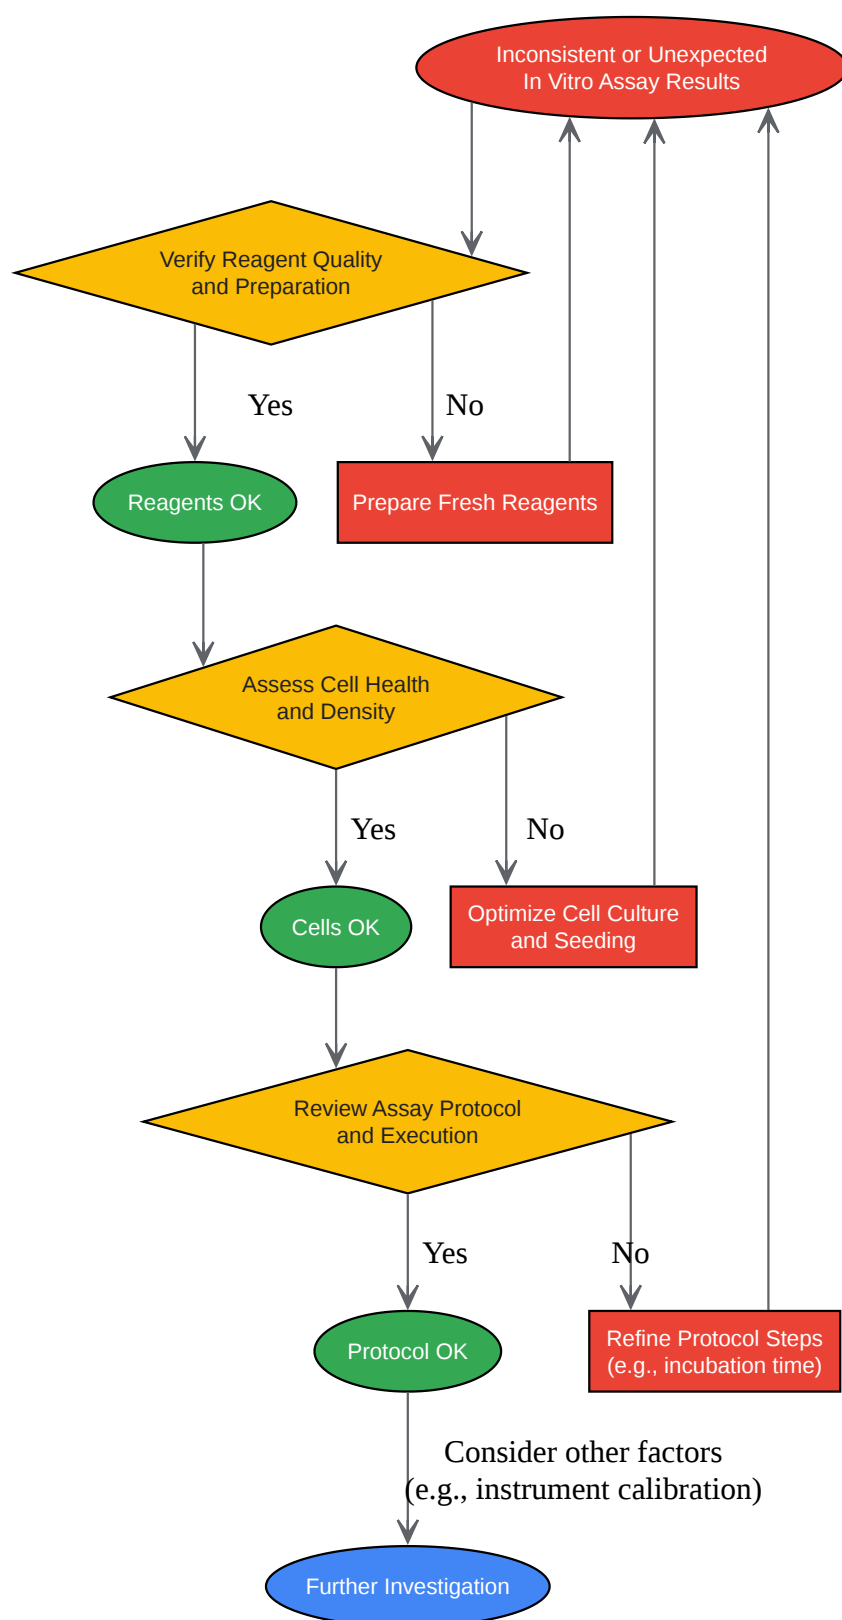 Inconsistent or Unexpected
In Vitro Assay Results
Verify Reagent Quality
and Preparation
Yes
No
Reagents OK
Prepare Fresh Reagents
Assess Cell Health
and Density
Yes
No
Cells OK
Optimize Cell Culture
and Seeding
Review Assay Protocol
and Execution
Yes
No
Protocol OK
Refine Protocol Steps
(e.g., incubation time)
Consider other factors
(e.g., instrument calibration)
Further Investigation